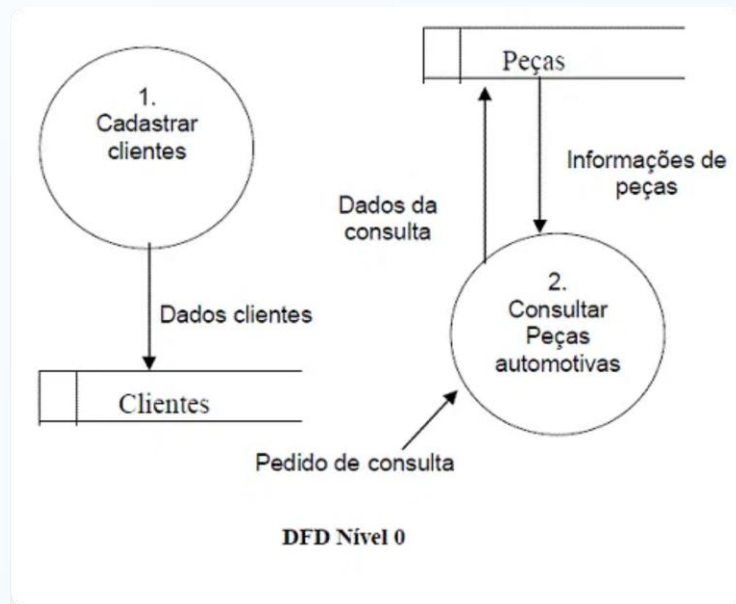 1.
Cadastrar
clientes
Dados clientes
Clientes
Peças
Informações de
peças
Dados da
consulta
2.
Consultar
Peças
automotivas
Pedido de consulta
DFD Nível 0